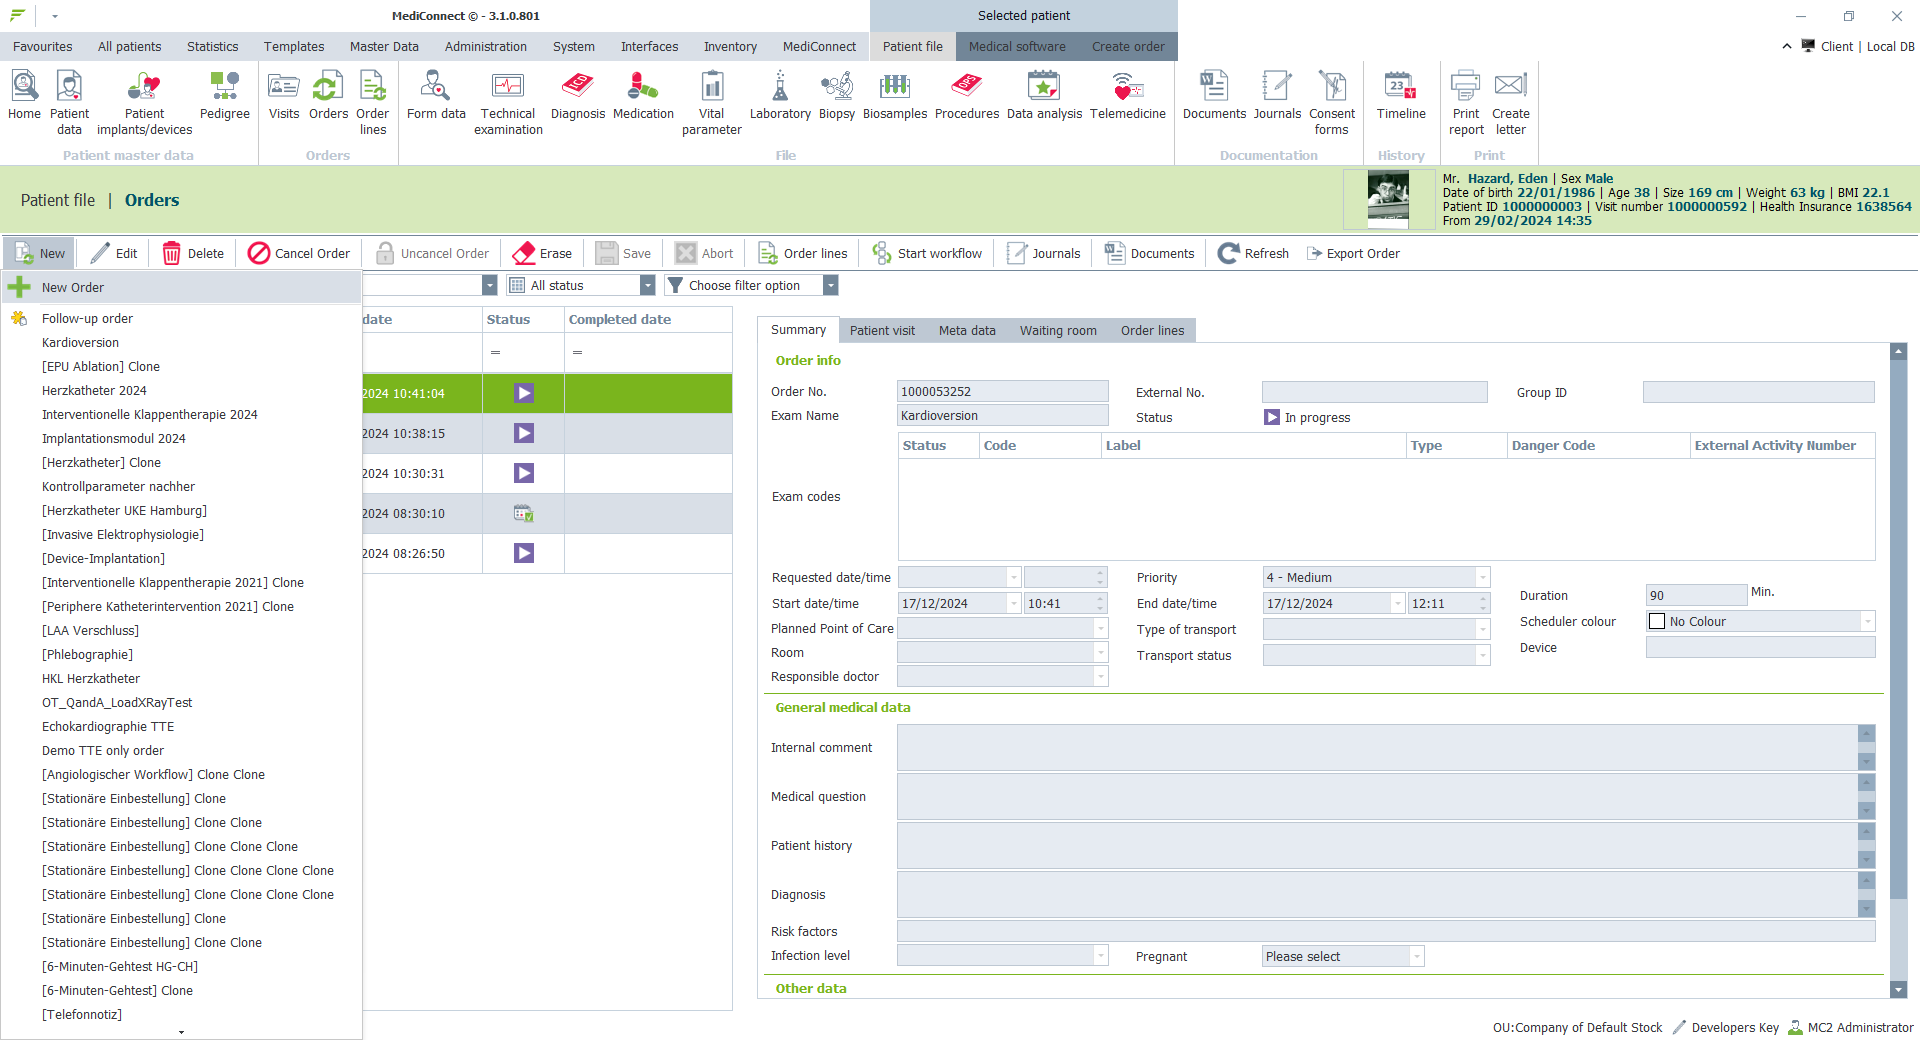 MediConnect © - 3.1.0.801
Selected patient
Favourites
All patients
Statistics
Templates
Master Data
Administration
System
Interfaces
Inventory
MediConnect
Patient file
Medical software
Create order
Client | Local DB
Home
Patient data
Patient implants/devices
Pedigree
Visits
Orders
Order lines
Form data
Technical examination
Diagnosis
Medication
Vital parameter
Laboratory
Biopsy
Biosamples
Procedures
Data analysis
Telemedicine
Documents
Journals
Consent forms
Timeline
Print report
Create letter
Patient master data
Orders
File
Documentation
History
Print
Patient file | Orders
Mr. Hazard, Eden | Sex Male
Date of birth 22/01/1986 | Age 38 | Size 169 cm | Weight 63 kg | BMI 22.1
Patient ID 1000000003 | Visit number 1000000592 | Health Insurance 1638564
From 29/02/2024 14:35
New
Edit
Delete
Cancel Order
Uncancel Order
Erase
Save
Abort
Order lines
Start workflow
Journals
Documents
Refresh
Export Order
New Order
Follow-up order
Kardioversion
[EPU Ablation] Clone
Herzkatheter 2024
Interventionelle Klappentherapie 2024
Implantationsmodul 2024
[Herzkatheter] Clone
Kontrollparameter nachher
[Herzkatheter UKE Hamburg]
[Invasive Elektrophysiologie]
[Device-Implantation]
[Interventionelle Klappentherapie 2021] Clone
[Periphere Katheterintervention 2021] Clone
[LAA Verschluss]
[Phlebographie]
HKL Herzkatheter
OT_QandA_LoadXRayTest
Echokardiographie TTE
Demo TTE only order
[Angiologischer Workflow] Clone Clone
[Stationäre Einbestellung] Clone
[Stationäre Einbestellung] Clone Clone
[Stationäre Einbestellung] Clone Clone Clone
[Stationäre Einbestellung] Clone Clone Clone Clone
[Stationäre Einbestellung] Clone Clone Clone Clone
[Stationäre Einbestellung] Clone
[Stationäre Einbestellung] Clone Clone
[6-Minuten-Gehtest HG-CH]
[6-Minuten-Gehtest] Clone
[Telefonnotiz]
All status
Choose filter option
date
Status
Completed date
=
=
2024 10:41:04
2024 10:38:15
2024 10:30:31
2024 08:30:10
2024 08:26:50
Summary
Patient visit
Meta data
Waiting room
Order lines
Order info
Order No.
1000053252
External No.
Group ID
Exam Name
Kardioversion
Status
In progress
Status
Code
Label
Type
Danger Code
External Activity Number
Exam codes
Requested date/time
Priority
4 - Medium
Duration
90
Min.
Start date/time
17/12/2024
10:41
End date/time
17/12/2024
12:11
Scheduler colour
No Colour
Planned Point of Care
Type of transport
Device
Room
Transport status
Responsible doctor
General medical data
Internal comment
Medical question
Patient history
Diagnosis
Risk factors
Infection level
Pregnant
Please select
Other data
OU:Company of Default Stock
Developers Key
MC2 Administrator